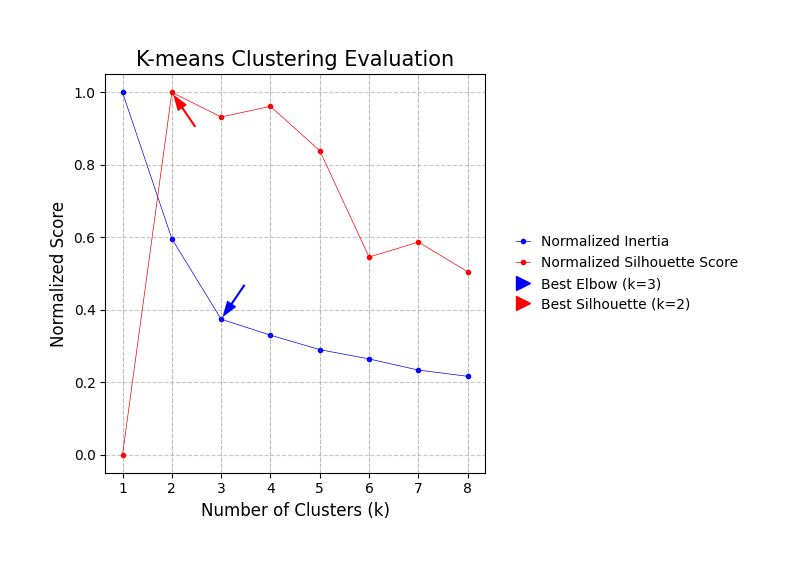 K-means Clustering Evaluation
Normalized Score
1.0
0.8
0.6
0.4
0.2
0.0
1 2 3 4 5 6 7 8
Number of Clusters (k)
Normalized Inertia
Normalized Silhouette Score
Best Elbow (k=3)
Best Silhouette (k=2)